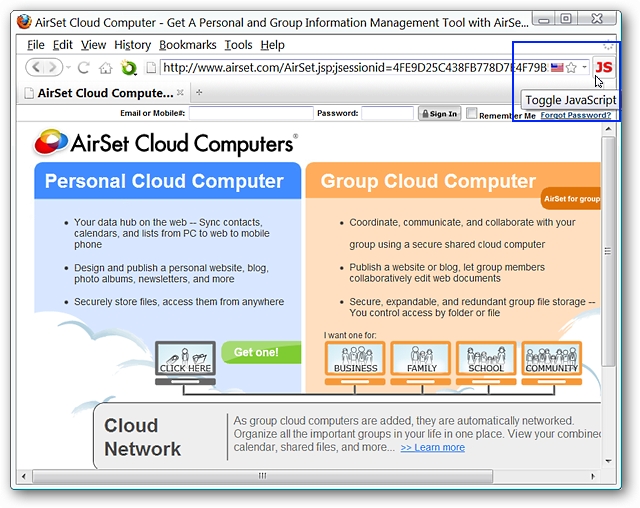 AirSet Cloud Computer - Get A Personal and Group Information Management Tool with AirSe...
File Edit View History Bookmarks Tools Help
http://www.airset.com/AirSet.jsp;jsessionid=4FE9D25C438FB778D7E4F79B
JS
AirSet Cloud Compute...
Toggle JavaScript
Email or Mobile#: Password: Sign In Remember Me Forgot Password?
AirSet Cloud Computers®
Personal Cloud Computer
• Your data hub on the web -- Sync contacts,
calendars, and lists from PC to web to mobile
phone
• Design and publish a personal website, blog,
photo albums, newsletters, and more
• Securely store files, access them from anywhere
CLICK HERE
Get one!
Group Cloud Computer
AirSet for group
• Coordinate, communicate, and collaborate with your
group using a secure shared cloud computer
• Publish a website or blog, let group members
collaboratively edit web documents
• Secure, expandable, and redundant group file storage --
You control access by folder or file
I want one for:
BUSINESS FAMILY SCHOOL COMMUNITY
Cloud
Network
As group cloud computers are added, they are automatically networked.
Organize all the important groups in your life in one place. View your combined
calendar, shared files, and more... >> Learn more